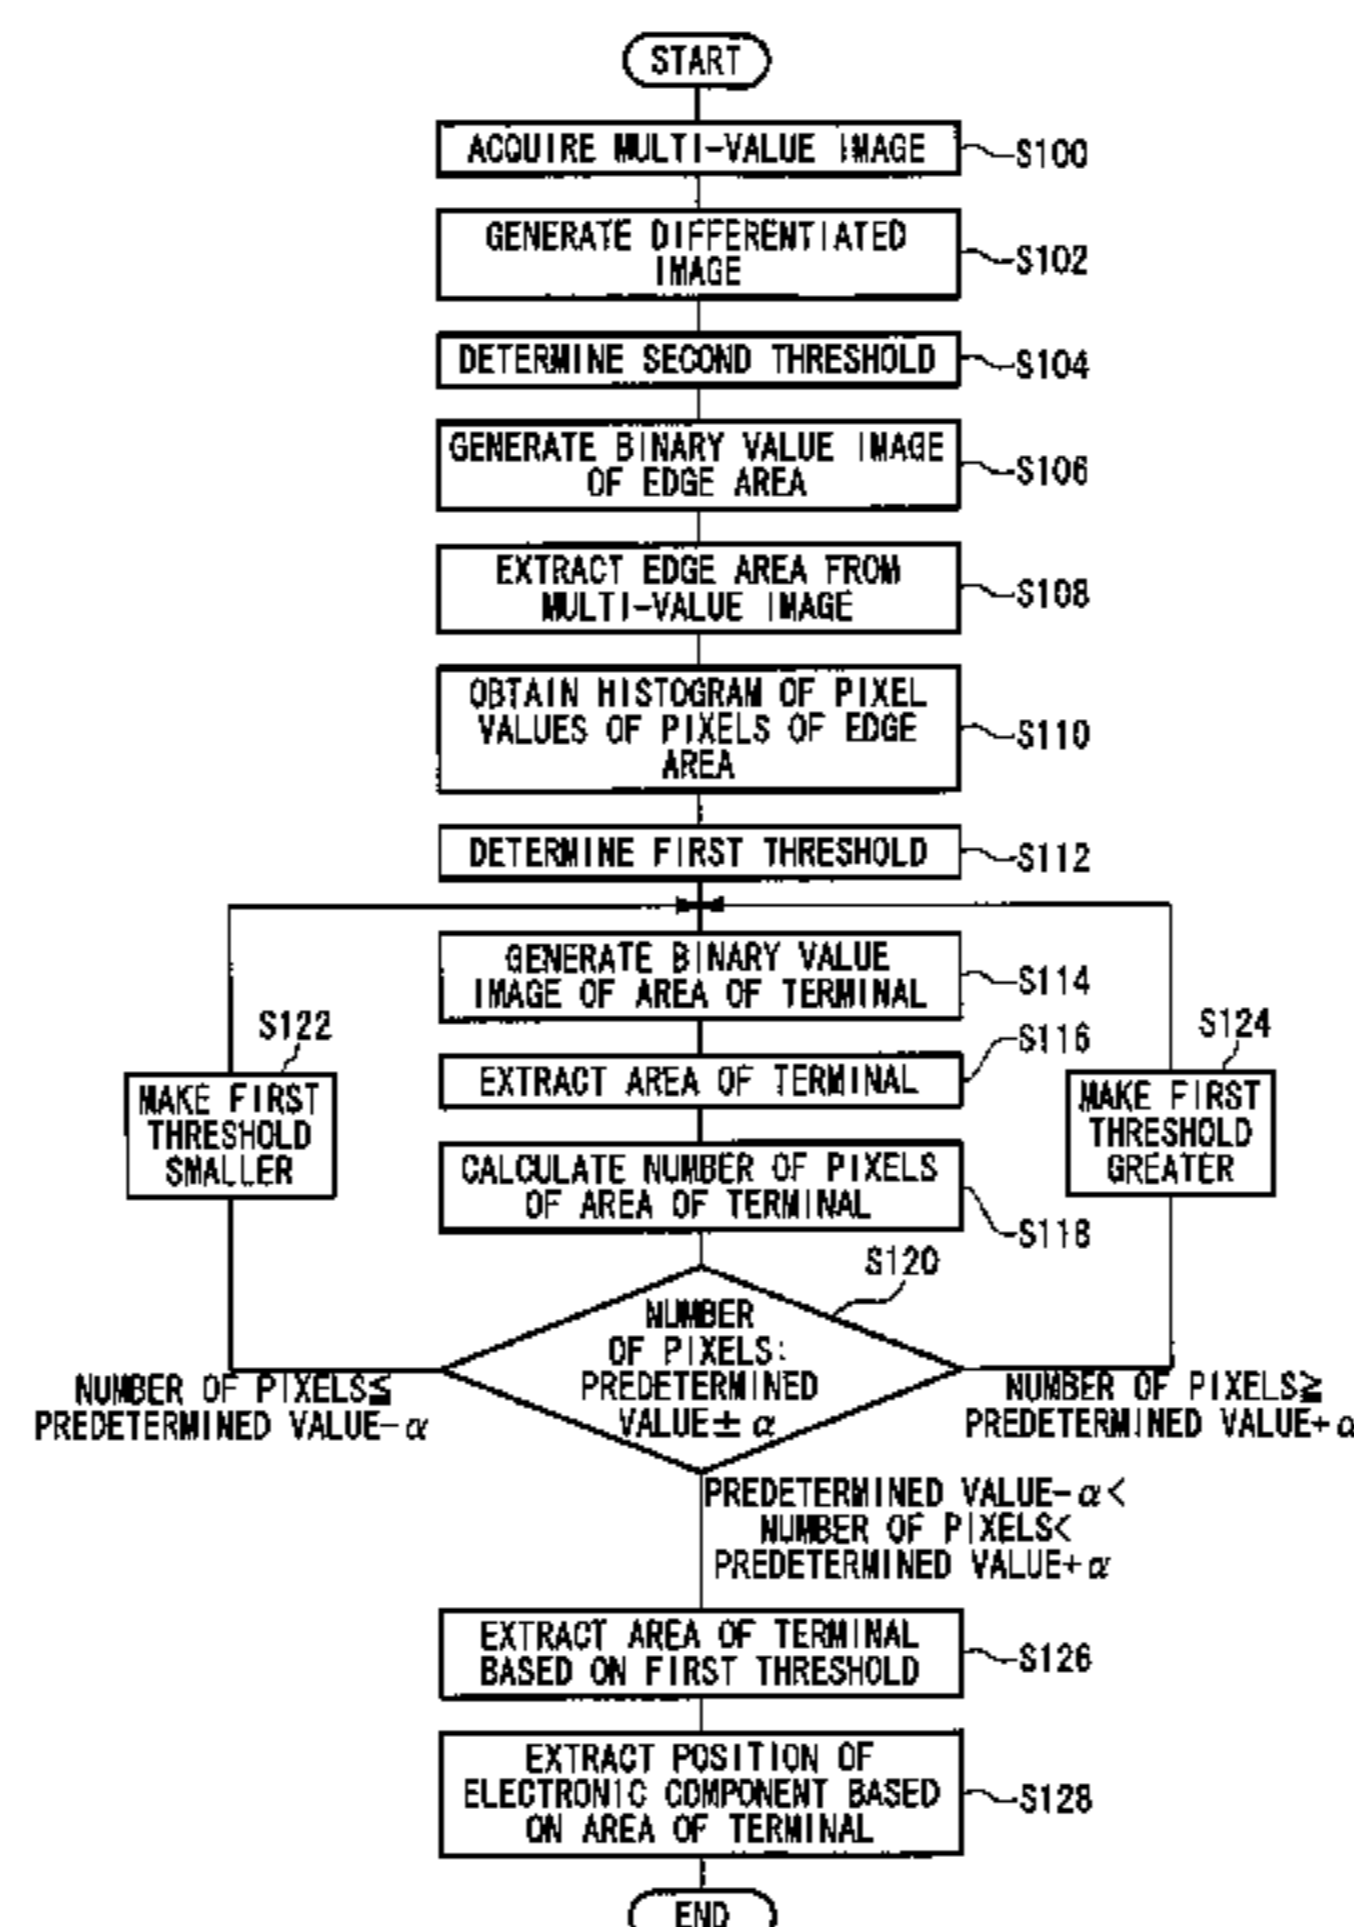 START
ACQUIRE MULTI-VALUE IMAGE
S100
GENERATE DIFFERENTIATED
IMAGE
S102
DETERMINE SECOND THRESHOLD
S104
GENERATE BINARY VALUE IMAGE
OF EDGE AREA
S106
EXTRACT EDGE AREA FROM
MULTI-VALUE IMAGE
S108
OBTAIN HISTOGRAM OF PIXEL
VALUES OF PIXELS OF EDGE
AREA
S110
DETERMINE FIRST THRESHOLD
S112
GENERATE BINARY VALUE
IMAGE OF AREA OF TERMINAL
S114
EXTRACT AREA OF TERMINAL
S116
CALCULATE NUMBER OF PIXELS
OF AREA OF TERMINAL
S118
S122
MAKE FIRST
THRESHOLD
SMALLER
S124
MAKE FIRST
THRESHOLD
GREATER
S120
NUMBER
OF PIXELS:
PREDETERMINED
VALUE±α
NUMBER OF PIXELS≦
PREDETERMINED VALUE-α
NUMBER OF PIXELS≧
PREDETERMINED VALUE+α
PREDETERMINED VALUE-α<
NUMBER OF PIXELS<
PREDETERMINED VALUE+α
EXTRACT AREA OF TERMINAL
BASED ON FIRST THRESHOLD
S126
EXTRACT POSITION OF
ELECTRONIC COMPONENT BASED
ON AREA OF TERMINAL
S128
END